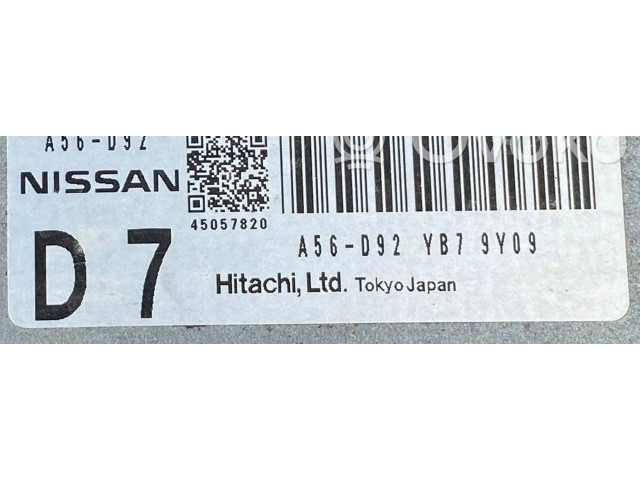 A56-D92
NISSAN
45057820
A56-D92 YB7 9Y09
D 7
Hitachi, Ltd. Tokyo Japan